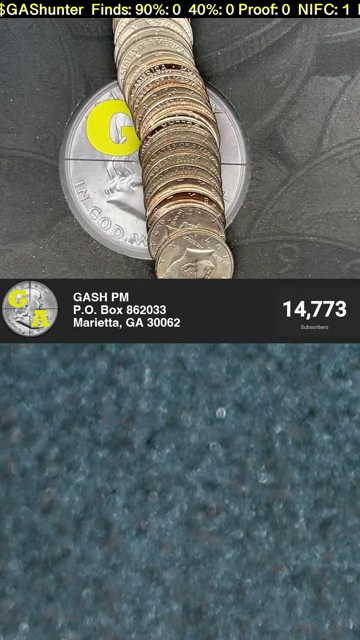 $GAShunter Finds: 90%: 0 40%: 0 Proof: 0 NIFC: 1
G
IN GOD W
GASH PM
P.O. Box 862033
Marietta, GA 30062
14,773
Subscribers
G
A